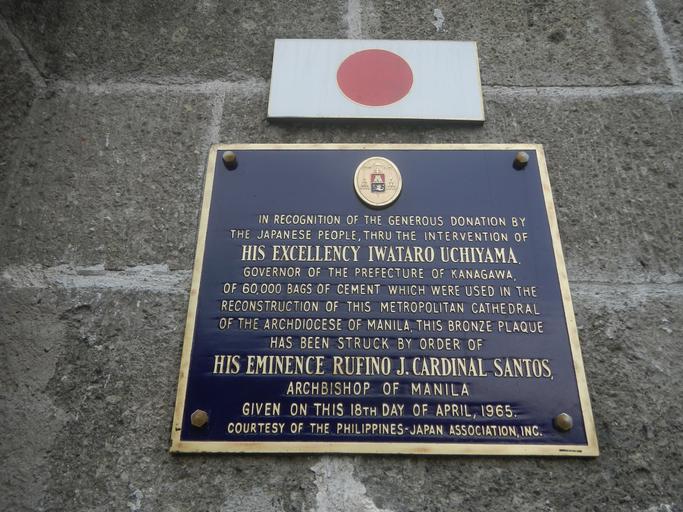 IN RECOGNITION OF THE GENEROUS DONATION BY
THE JAPANESE PEOPLE, THRU THE INTERVENTION OF
HIS EXCELLENCY IWATARO UCHIYAMA.
GOVERNOR OF THE PREFECTURE OF KANAGAWA,
OF 60,000 BAGS OF CEMENT WHICH WERE USED IN THE
RECONSTRUCTION OF THIS METROPOLITAN CATHEDRAL
OF THE ARCHDIOCESE OF MANILA, THIS BRONZE PLAQUE
HAS BEEN STRUCK BY ORDER OF
HIS EMINENCE RUFINO J. CARDINAL SANTOS,
ARCHBISHOP OF MANILA
GIVEN ON THIS 18TH DAY OF APRIL, 1965.
COURTESY OF THE PHILIPPINES-JAPAN ASSOCIATION, INC.